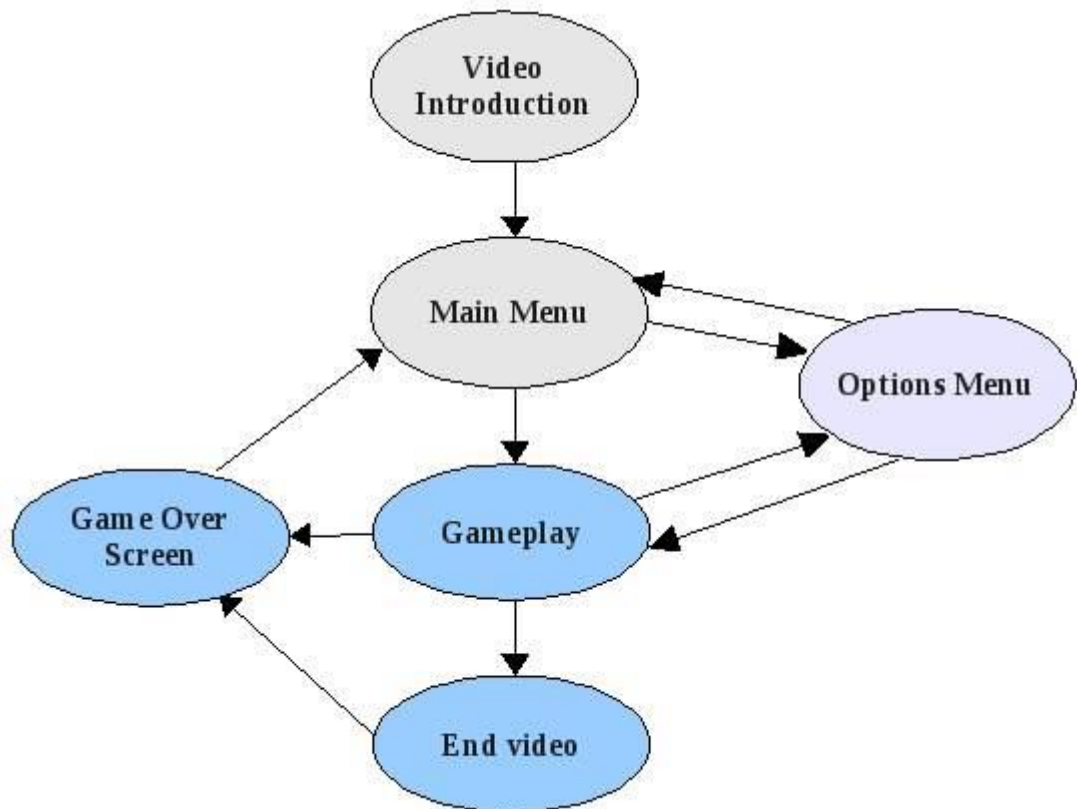 Video
Introduction
Main Menu
Options Menu
Game Over
Screen
Gameplay
End video